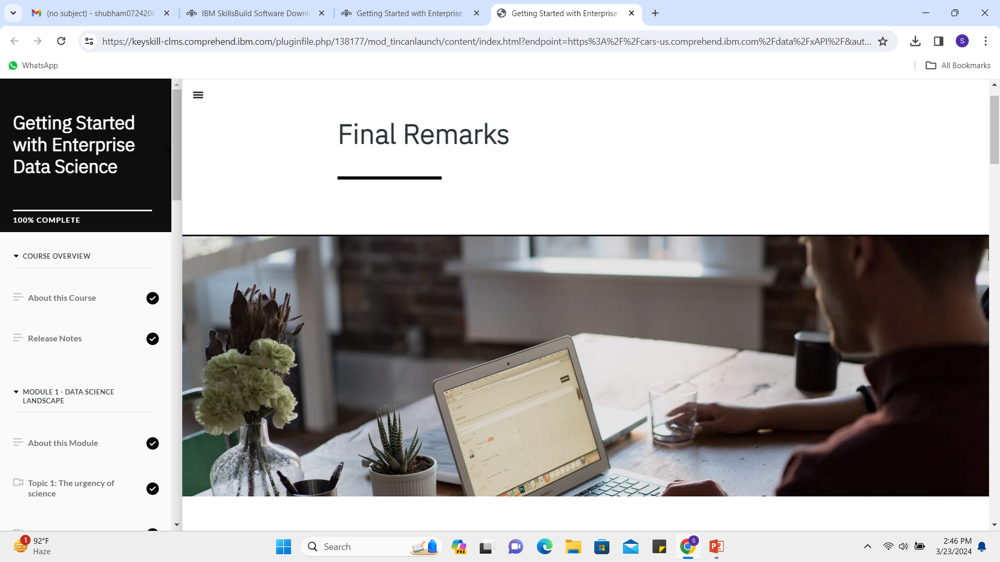 (no subject) - shubham0724200
IBM SkillsBuild Software Downlo
Getting Started with Enterprise
Getting Started with Enterprise
https://keyskill-clms.comprehend.ibm.com/pluginfile.php/138177/mod_tincanlaunch/content/index.html?endpoint=https%3A%2F%2Fcars-us.comprehend.ibm.com%2Fdata%2FxAPI%2F&aut...
S
WhatsApp
All Bookmarks
Getting Started
with Enterprise
Data Science
100% COMPLETE
COURSE OVERVIEW
About this Course
Release Notes
MODULE 1 - DATA SCIENCE
LANDSCAPE
About this Module
Topic 1: The urgency of
science
Final Remarks
1
92°F
Haze
Search
PRE
S
2:46 PM
3/23/2024